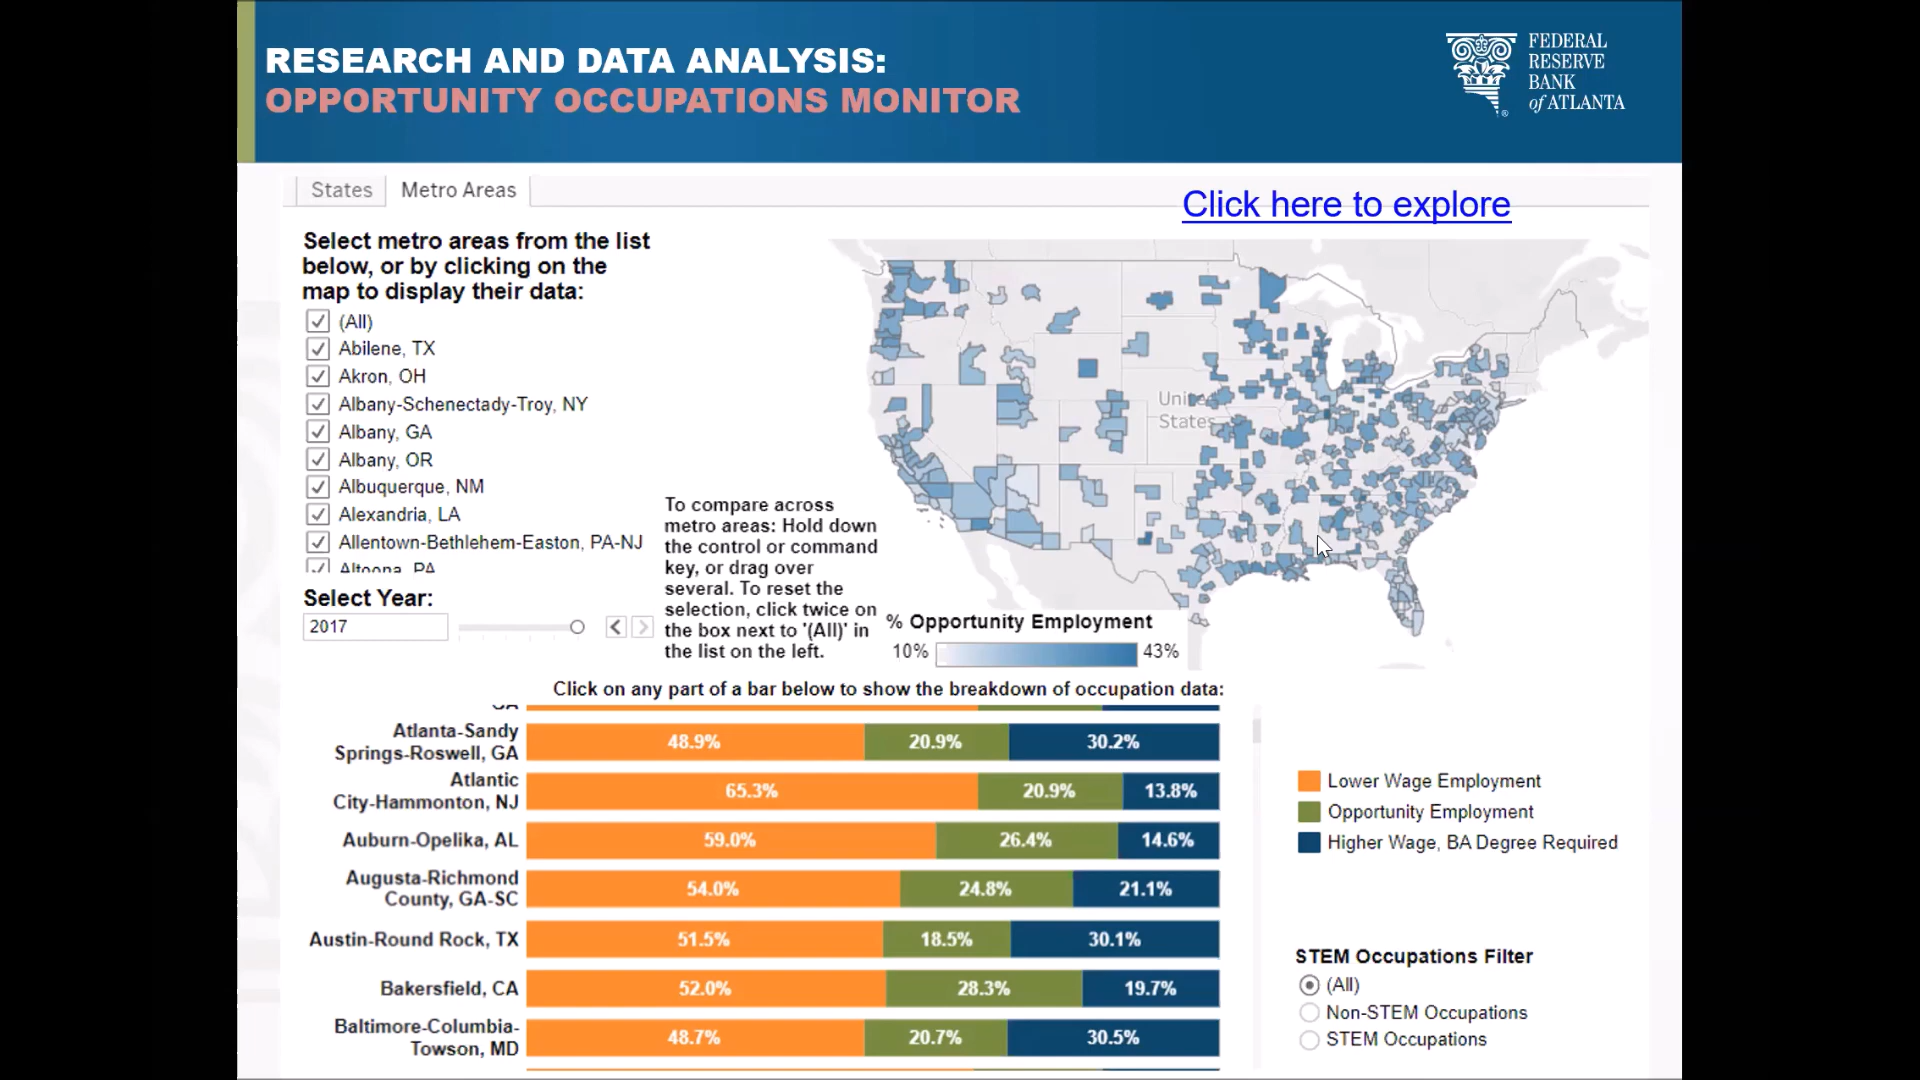 RESEARCH AND DATA ANALYSIS:
OPPORTUNITY OCCUPATIONS MONITOR
FEDERAL
RESERVE
BANK
of ATLANTA
®
States
Metro Areas
Click here to explore
Select metro areas from the list
below, or by clicking on the
map to display their data:
(All)
Abilene, TX
Akron, OH
Albany-Schenectady-Troy, NY
Albany, GA
Albany, OR
Albuquerque, NM
Alexandria, LA
Allentown-Bethlehem-Easton, PA-NJ
Altoona, PA
Select Year:
2017
To compare across
metro areas: Hold down
the control or command
key, or drag over
several. To reset the
selection, click twice on
the box next to '(All)' in
the list on the left.
United
States
% Opportunity Employment
10%
43%
Click on any part of a bar below to show the breakdown of occupation data:
Atlanta-Sandy
Springs-Roswell, GA
48.9%
20.9%
30.2%
Atlantic
City-Hammonton, NJ
65.3%
20.9%
13.8%
Auburn-Opelika, AL
59.0%
26.4%
14.6%
Augusta-Richmond
County, GA-SC
54.0%
24.8%
21.1%
Austin-Round Rock, TX
51.5%
18.5%
30.1%
Bakersfield, CA
52.0%
28.3%
19.7%
Baltimore-Columbia-
Towson, MD
48.7%
20.7%
30.5%
Lower Wage Employment
Opportunity Employment
Higher Wage, BA Degree Required
STEM Occupations Filter
(All)
Non-STEM Occupations
STEM Occupations